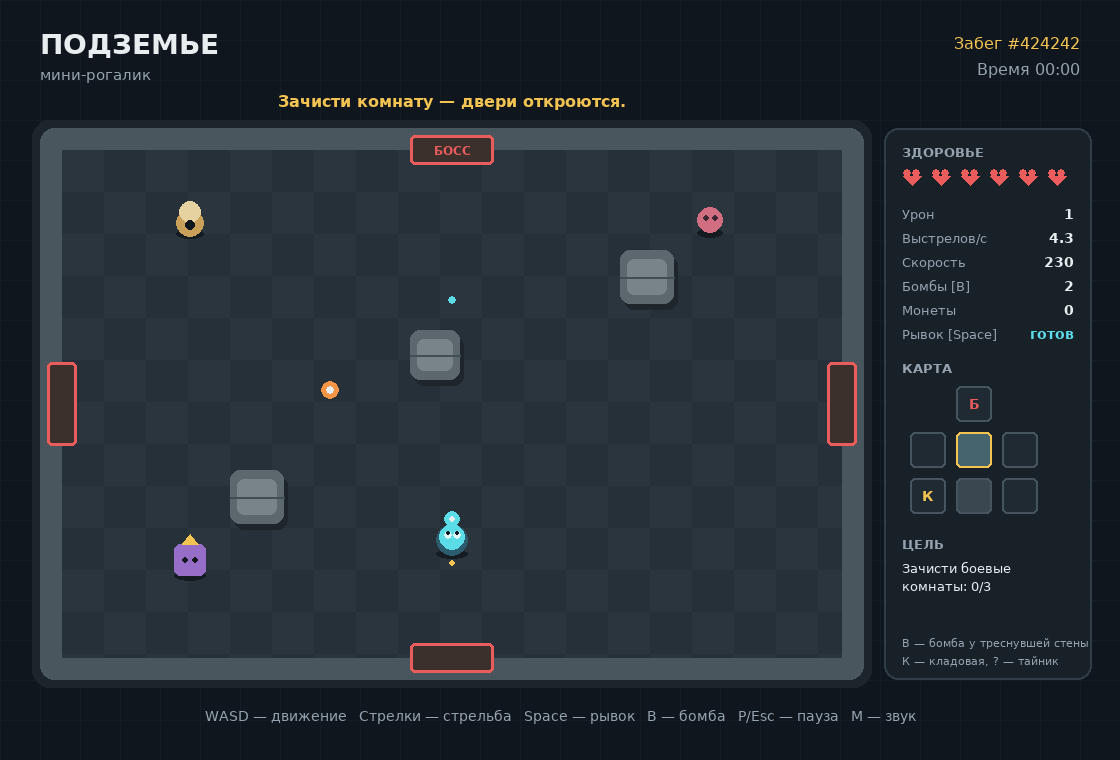 ПОДЗЕМЬЕ
мини-рогалик
Забег #424242
Время 00:00
Зачисти комнату — двери откроются.
БОСС
ЗДОРОВЬЕ
Урон 1
Выстрелов/с 4.3
Скорость 230
Бомбы [B] 2
Монеты 0
Рывок [Space] ГОТОВ
КАРТА
Б
К
ЦЕЛЬ
Зачисти боевые
комнаты: 0/3
B — бомба у треснувшей стены
К — кладовая, ? — тайник
WASD — движение Стрелки — стрельба Space — рывок B — бомба P/Esc — пауза M — звук